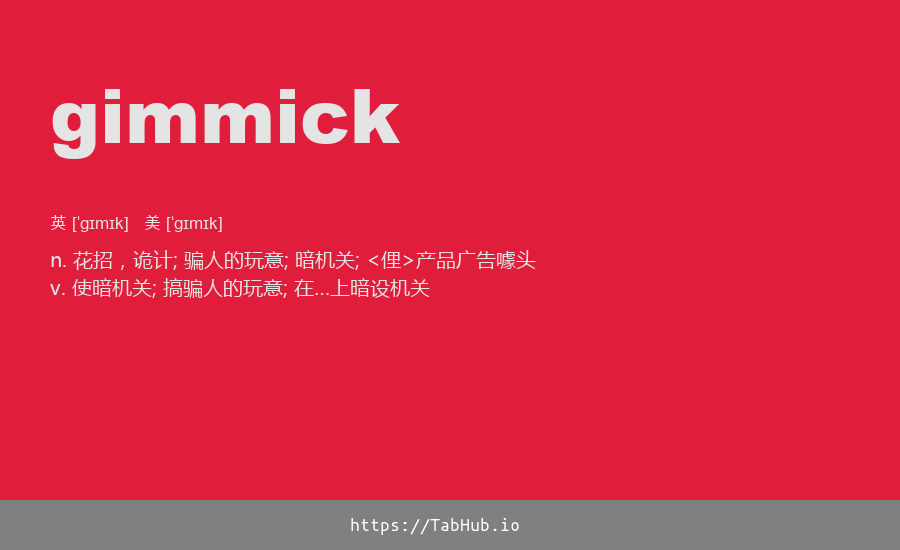 gimmick
英 ['gɪmɪk] 美 ['gɪmɪk]
n. 花招，诡计; 骗人的玩意; 暗机关; <俚>产品广告噱头
v. 使暗机关; 搞骗人的玩意; 在...上暗设机关
https://TabHub.io